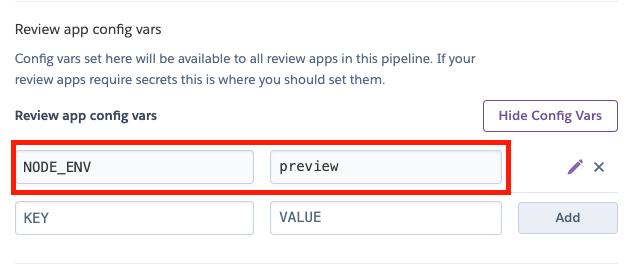 Review app config vars
Config vars set here will be available to all review apps in this pipeline. If your
review apps require secrets this is where you should set them.
Review app config vars
Hide Config Vars
NODE_ENV
preview
KEY
VALUE
Add